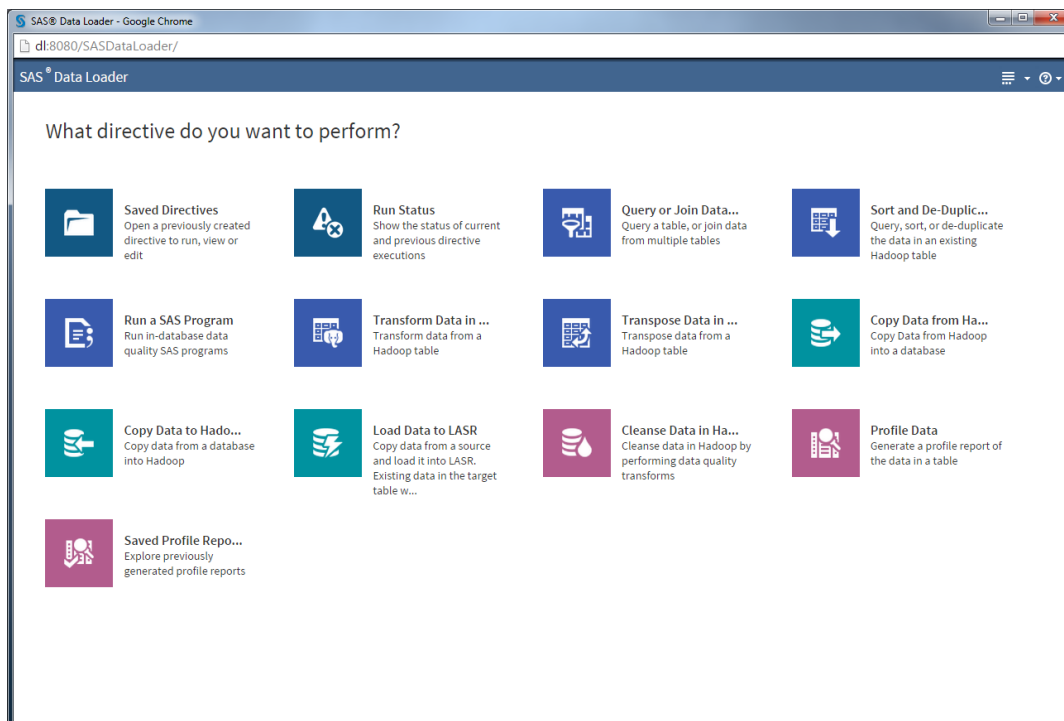 SAS® Data Loader - Google Chrome
dl:8080/SASDataLoader/
SAS® Data Loader
What directive do you want to perform?
Saved Directives
Open a previously created
directive to run, view or
edit
Run Status
Show the status of current
and previous directive
executions
Query or Join Data...
Query a table, or join data
from multiple tables
Sort and De-Duplic...
Query, sort, or de-duplicate
the data in an existing
Hadoop table
Run a SAS Program
Run in-database data
quality SAS programs
Transform Data in ...
Transform data from a
Hadoop table
Transpose Data in ...
Transpose data from a
Hadoop table
Copy Data from Ha...
Copy Data from Hadoop
into a database
Copy Data to Hado...
Copy data from a database
into Hadoop
Load Data to LASR
Copy data from a source
and load it into LASR.
Existing data in the target
table w...
Cleanse Data in Ha...
Cleanse data in Hadoop by
performing data quality
transforms
Profile Data
Generate a profile report of
the data in a table
Saved Profile Repo...
Explore previously
generated profile reports